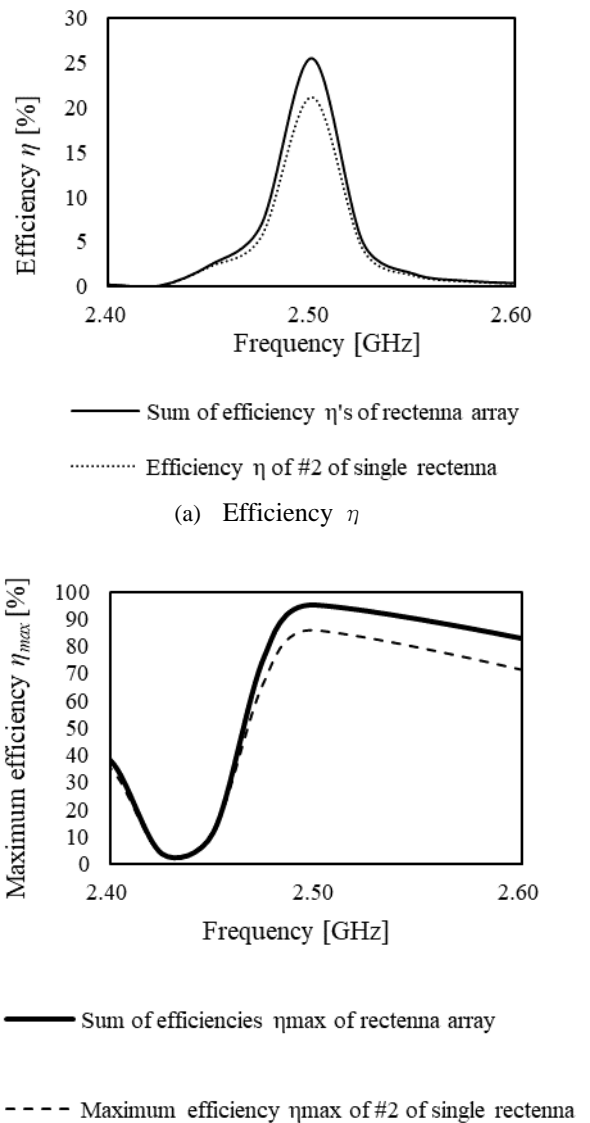 30
25
20
15
10
5
0
Efficiency η [%]
2.40 2.50 2.60
Frequency [GHz]
Sum of efficiency η's of rectenna array
Efficiency η of #2 of single rectenna
(a) Efficiency η
100
90
80
70
60
50
40
30
20
10
0
Maximum efficiency ηmax [%]
2.40 2.50 2.60
Frequency [GHz]
Sum of efficiencies ηmax of rectenna array
Maximum efficiency ηmax of #2 of single rectenna